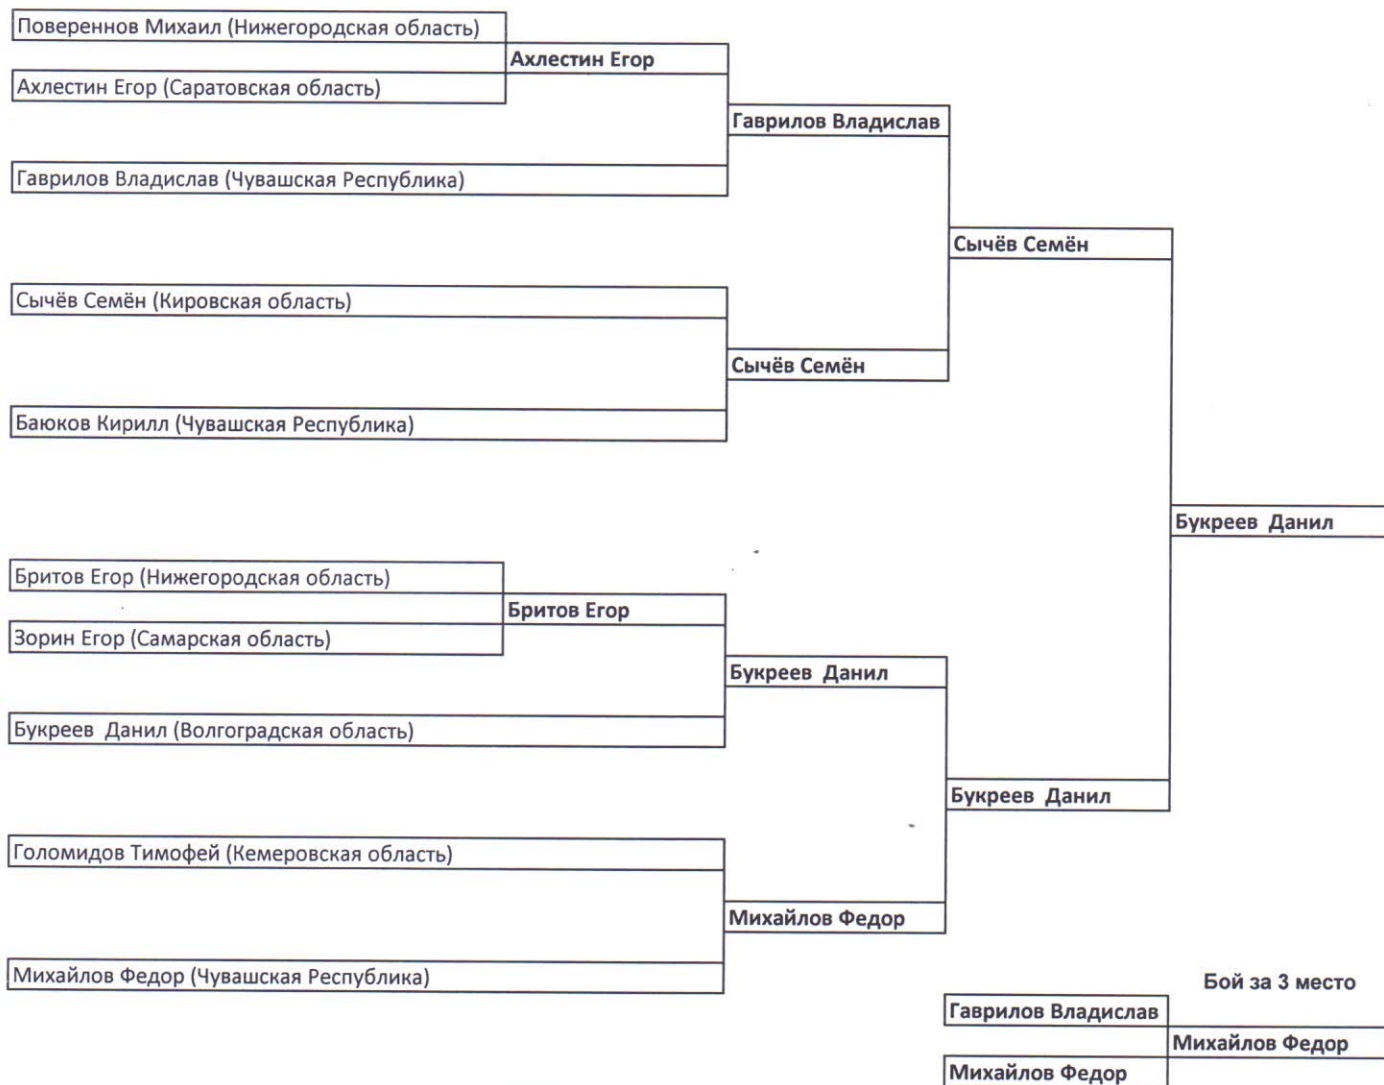 Повереннов Михаил (Нижегородская область)
Ахлестин Егор
Ахлестин Егор (Саратовская область)
Гаврилов Владислав
Гаврилов Владислав (Чувашская Республика)
Сычёв Семён
Сычёв Семён (Кировская область)
Сычёв Семён
Баюков Кирилл (Чувашская Республика)
Букреев  Данил
Бритов Егор (Нижегородская область)
Бритов Егор
Зорин Егор (Самарская область)
Букреев  Данил
Букреев  Данил (Волгоградская область)
Букреев  Данил
Голомидов Тимофей (Кемеровская область)
Михайлов Федор
Михайлов Федор (Чувашская Республика)
Бой за 3 место
Гаврилов Владислав
Михайлов Федор
Михайлов Федор